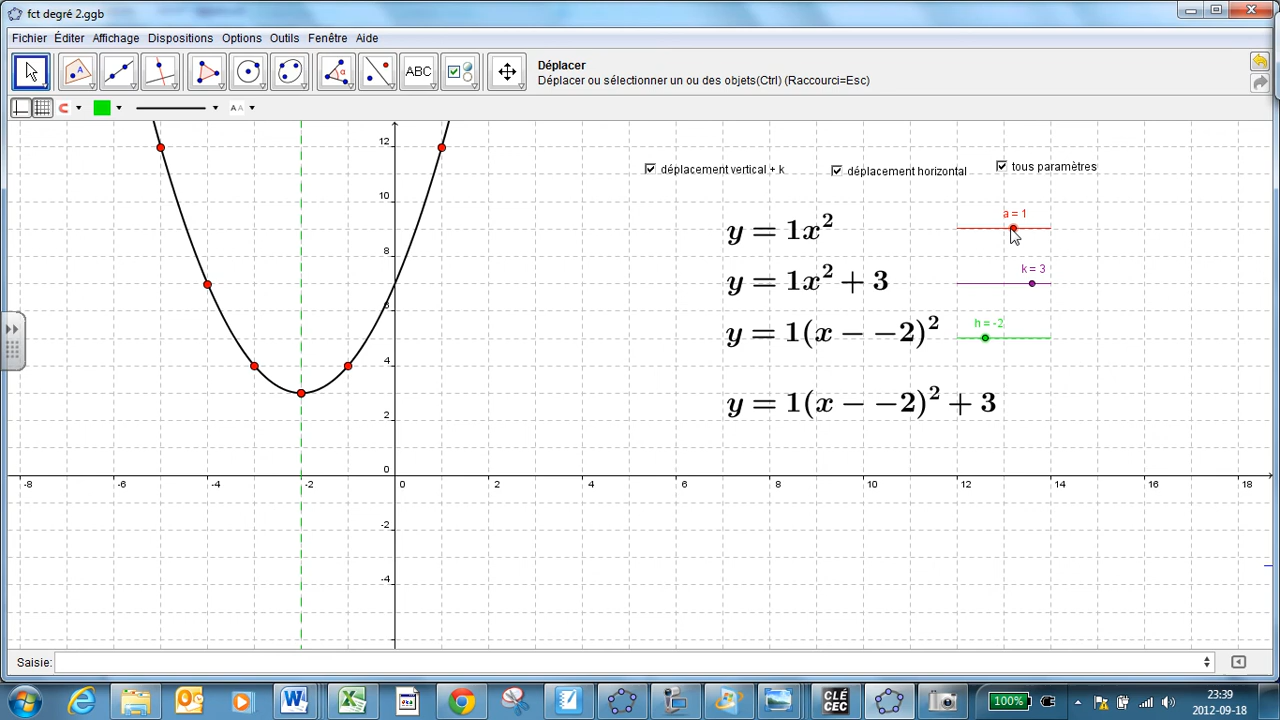 fct degré 2.ggb
Fichier Éditer Affichage Dispositions Options Outils Fenêtre Aide
A α ABC
Déplacer
Déplacer ou sélectionner un ou des objets(Ctrl) (Raccourci=Esc)
A A
déplacement vertical + k
déplacement horizontal
tous paramètres
y = 1x²
a = 1
y = 1x² + 3
k = 3
y = 1(x − −2)²
h = -2
y = 1(x − −2)² + 3
12
10
8
6
4
2
0
-2
-4
-8 -6 -4 -2 0 2 4 6 8 10 12 14 16 18
Saisie:
W
CLÉ
CEC
100%
23:39
2012-09-18